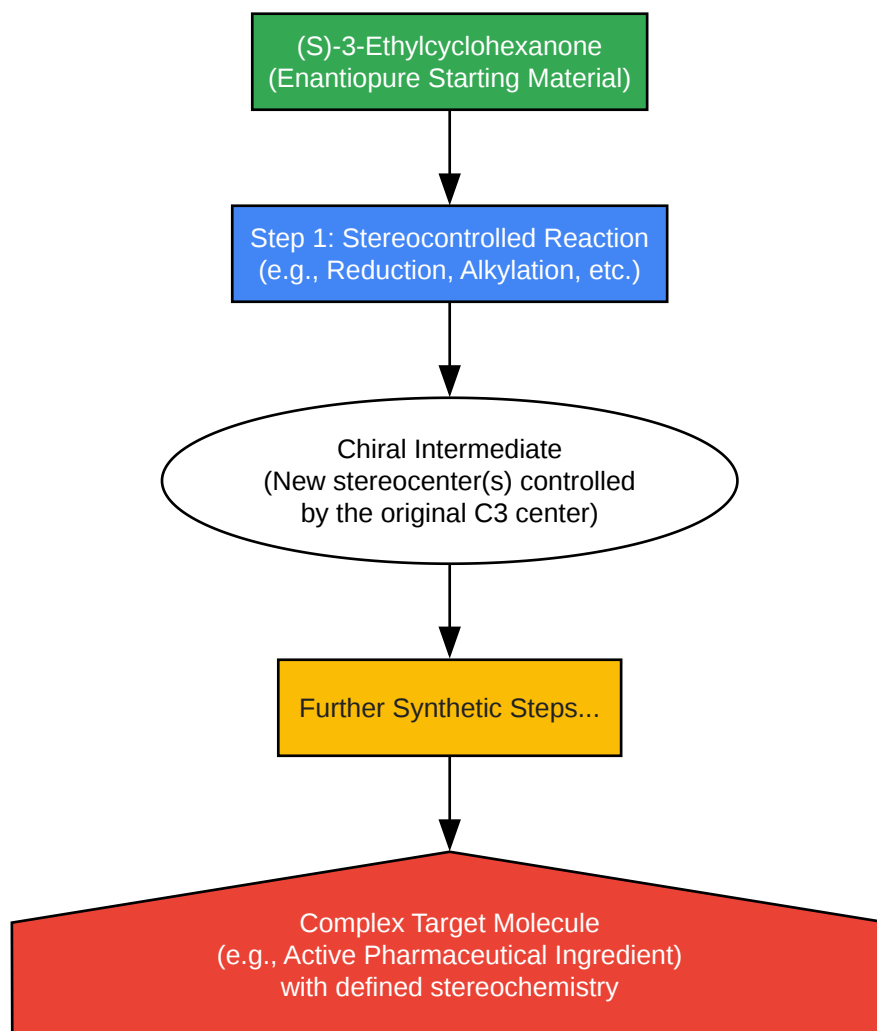 (S)-3-Ethylcyclohexanone
(Enantiopure Starting Material)
Step 1: Stereocontrolled Reaction
(e.g., Reduction, Alkylation, etc.)
Chiral Intermediate
(New stereocenter(s) controlled
by the original C3 center)
Further Synthetic Steps...
Complex Target Molecule
(e.g., Active Pharmaceutical Ingredient)
with defined stereochemistry